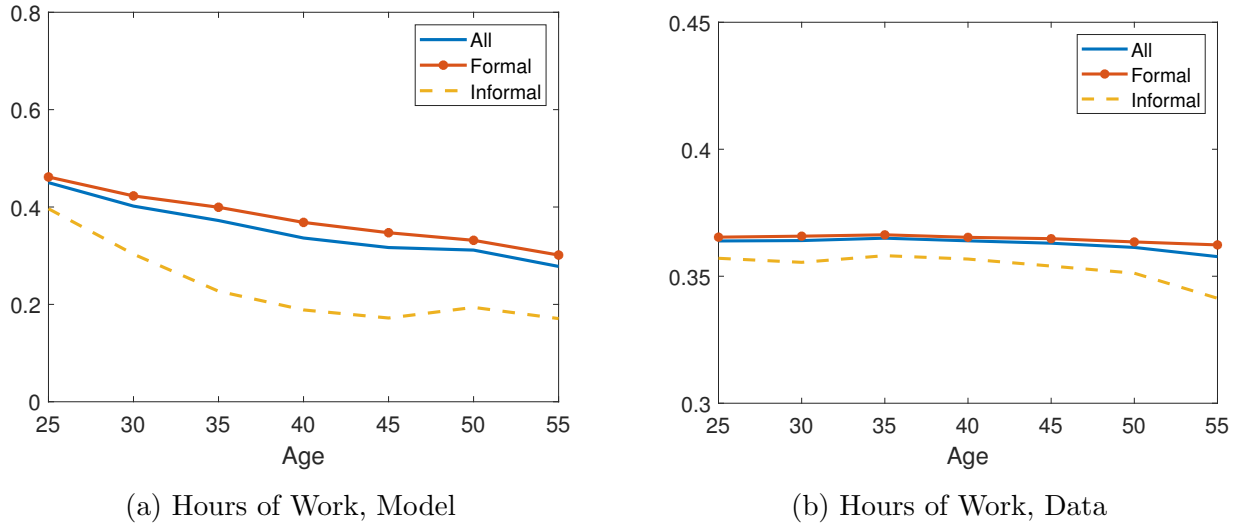 0.8
0.6
0.4
0.2
0
25 30 35 40 45 50 55
Age
All
Formal
Informal
(a) Hours of Work, Model
0.45
0.4
0.35
0.3
25 30 35 40 45 50 55
Age
All
Formal
Informal
(b) Hours of Work, Data